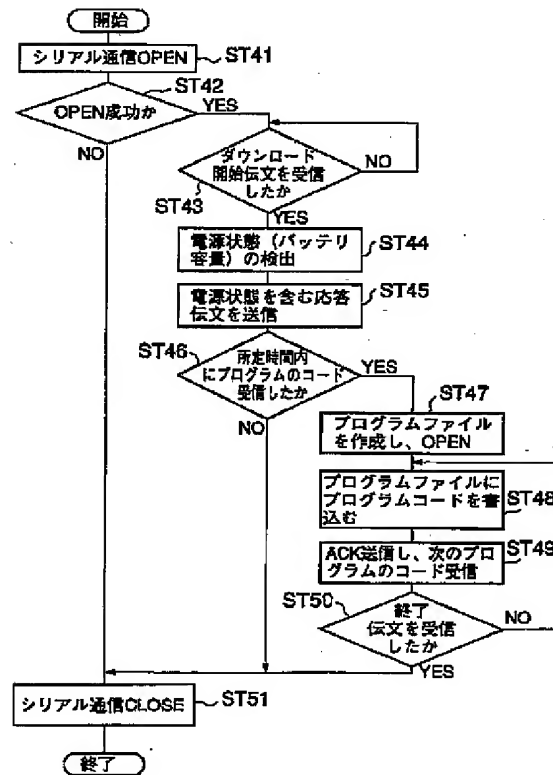 開始
シリアル通信OPEN
ST41
ST42
OPEN成功か
YES
NO
ダウンロード
開始伝文を受信
したか
NO
ST43
YES
電源状態（バッテリ
容量）の検出
ST44
電源状態を含む応答
伝文を送信
ST45
ST46
所定時間内
にプログラムのコード
受信したか
YES
NO
ST47
プログラムファイル
を作成し、OPEN
プログラムファイルに
プログラムコードを書
込む
ST48
ACK送信し、次のプログ
ラムのコード受信
ST49
ST50
終了
伝文を受信
したか
NO
YES
シリアル通信CLOSE
ST51
終了